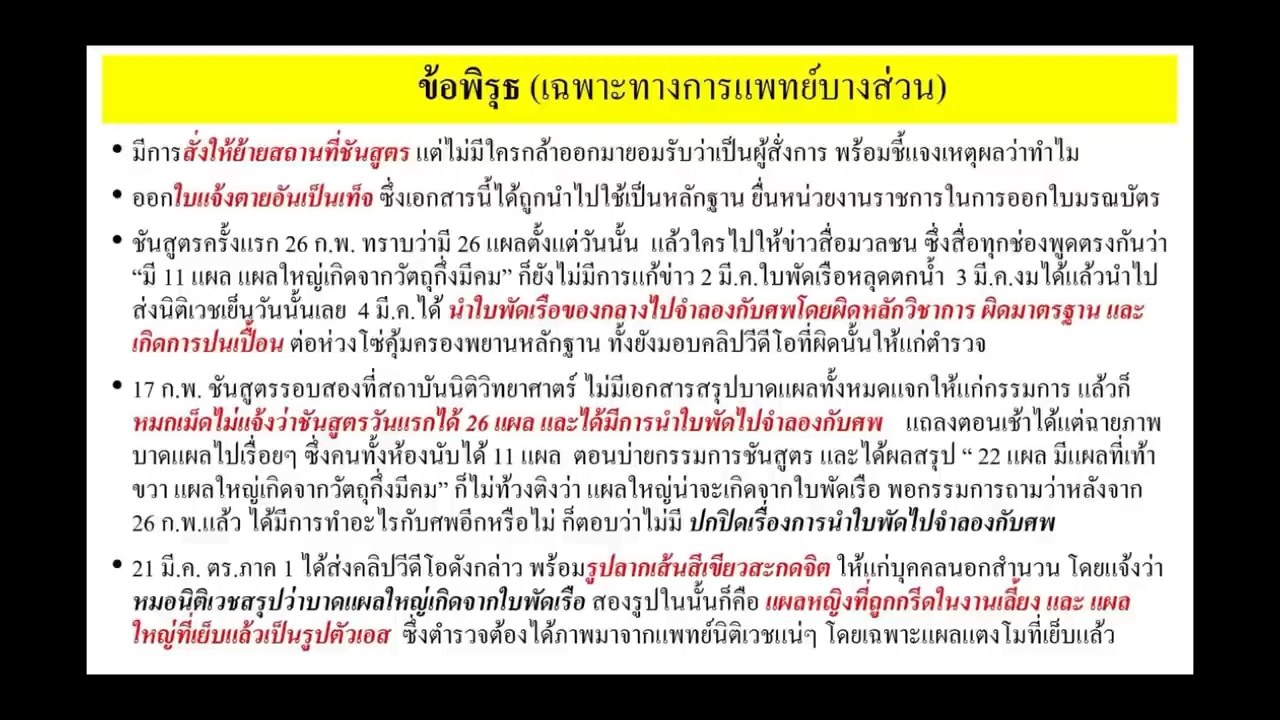 ข้อพิรุธ (เฉพาะทางการแพทย์บางส่วน)
• มีการสั่งให้ย้ายสถานที่ชันสูตร แต่ไม่มีใครกล้าออกมายอมรับว่าเป็นผู้สั่งการ พร้อมชี้แจงเหตุผลว่าทำไม
• ออกใบแจ้งตายอันเป็นเท็จ ซึ่งเอกสารนี้ได้ถูกนำไปใช้เป็นหลักฐาน ยื่นหน่วยงานราชการในการออกใบมรณบัตร
• ชันสูตรครั้งแรก 26 ก.พ. ทราบว่ามี 26 แผลตั้งแต่วันนั้น แล้วใครไปให้ข่าวสื่อมวลชน ซึ่งสื่อทุกช่องพูดตรงกันว่า
“มี 11 แผล แผลใหญ่เกิดจากวัตถุกึ่งมีคม” ก็ยังไม่มีการแก้ข่าว 2 มี.ค.ใบพัดเรือหลุดตกน้ำ 3 มี.ค.งมได้แล้วนำไป
ส่งนิติเวชเย็นวันนั้นเลย 4 มี.ค.ได้ นำใบพัดเรือของกลางไปจำลองกับศพโดยผิดหลักวิชาการ ผิดมาตรฐาน และ
เกิดการปนเปื้อน ต่อห่วงโซ่คุ้มครองพยานหลักฐาน ทั้งยังมอบคลิปวีดีโอที่ผิดนั้นให้แก่ตำรวจ
• 17 ก.พ. ชันสูตรรอบสองที่สถาบันนิติวิทยาศาตร์ ไม่มีเอกสารสรุปบาดแผลทั้งหมดแจกให้แก่กรรมการ แล้วก็
หมกเม็ดไม่แจ้งว่าชันสูตรวันแรกได้ 26 แผล และได้มีการนำใบพัดไปจำลองกับศพ แถลงตอนเช้าได้แต่ฉายภาพ
บาดแผลไปเรื่อยๆ ซึ่งคนทั้งห้องนับได้ 11 แผล ตอนบ่ายกรรมการชันสูตร และได้ผลสรุป “ 22 แผล มีแผลที่เท้า
ขวา แผลใหญ่เกิดจากวัตถุกึ่งมีคม” ก็ไม่ท้วงติงว่า แผลใหญ่น่าจะเกิดจากใบพัดเรือ พอกรรมการถามว่าหลังจาก
26 ก.พ.แล้ว ได้มีการทำอะไรกับศพอีกหรือไม่ ก็ตอบว่าไม่มี ปกปิดเรื่องการนำใบพัดไปจำลองกับศพ
• 21 มี.ค. ตร.ภาค 1 ได้ส่งคลิปวีดีโอดังกล่าว พร้อมรูปลากเส้นสีเขียวสะกดจิต ให้แก่บุคคลนอกสำนวน โดยแจ้งว่า
หมอนิติเวชสรุปว่าบาดแผลใหญ่เกิดจากใบพัดเรือ สองรูปในนั้นก็คือ แผลหญิงที่ถูกกรีดในงานเลี้ยง และ แผล
ใหญ่ที่เย็บแล้วเป็นรูปตัวเอส ซึ่งตำรวจต้องได้ภาพมาจากแพทย์นิติเวชแน่ๆ โดยเฉพาะแผลแตงโมที่เย็บแล้ว